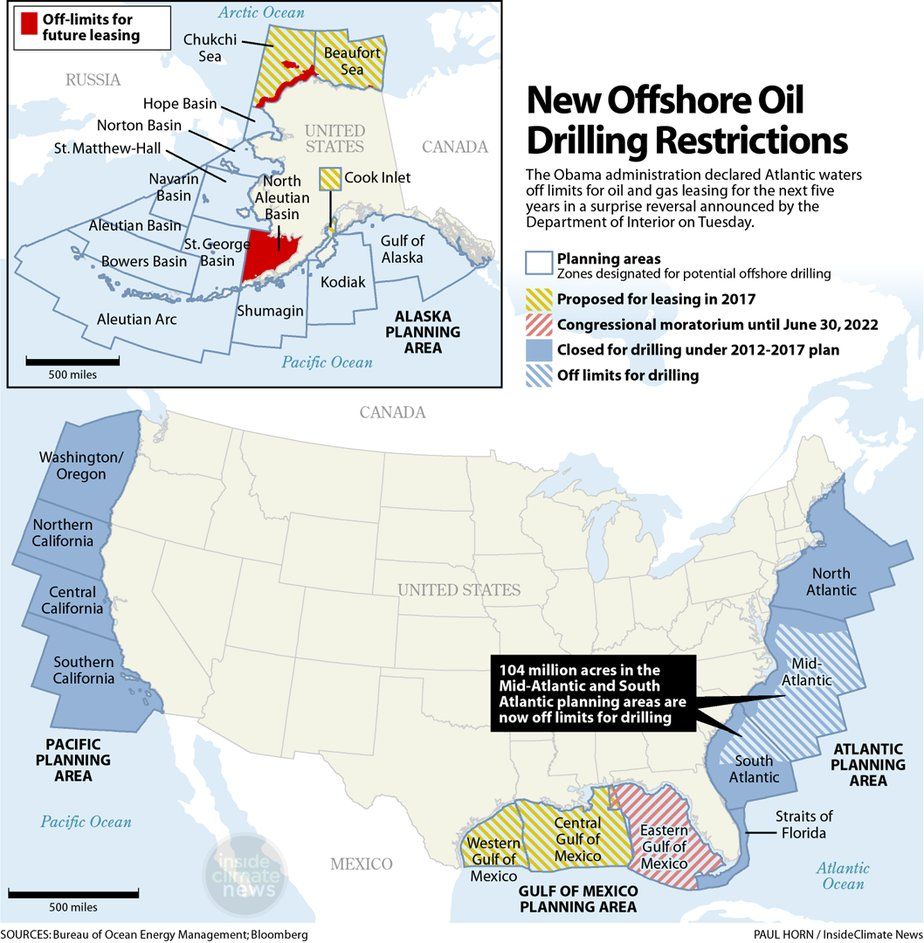 Arctic Ocean
Off-limits for
future leasing
Chukchi
Sea
Beaufort
Sea
RUSSIA
Hope Basin
Norton Basin
UNITED
STATES
CANADA
St. Matthew-Hall
Navarin
Basin
North
Aleutian
Basin
Cook Inlet
Aleutian Basin
St. George
Basin
Bowers Basin
Gulf of
Alaska
Kodiak
Shumagin
Aleutian Arc
ALASKA
PLANNING
AREA
Pacific Ocean
500 miles
New Offshore Oil
Drilling Restrictions
The Obama administration declared Atlantic waters
off limits for oil and gas leasing for the next five
years in a surprise reversal announced by the
Department of Interior on Tuesday.
Planning areas
Zones designated for potential offshore drilling
Proposed for leasing in 2017
Congressional moratorium until June 30, 2022
Closed for drilling under 2012-2017 plan
Off limits for drilling
CANADA
Washington/
Oregon
Northern
California
Central
California
Southern
California
PACIFIC
PLANNING
AREA
Pacific Ocean
UNITED STATES
North
Atlantic
Mid-
Atlantic
104 million acres in the
Mid-Atlantic and South
Atlantic planning areas are
now off limits for drilling
South
Atlantic
ATLANTIC
PLANNING
AREA
Straits of
Florida
Western
Gulf of
Mexico
Central
Gulf of
Mexico
Eastern
Gulf of
Mexico
GULF OF MEXICO
PLANNING AREA
MEXICO
Atlantic
Ocean
inside
climate
news
500 miles
SOURCES: Bureau of Ocean Energy Management; Bloomberg
PAUL HORN / InsideClimate News